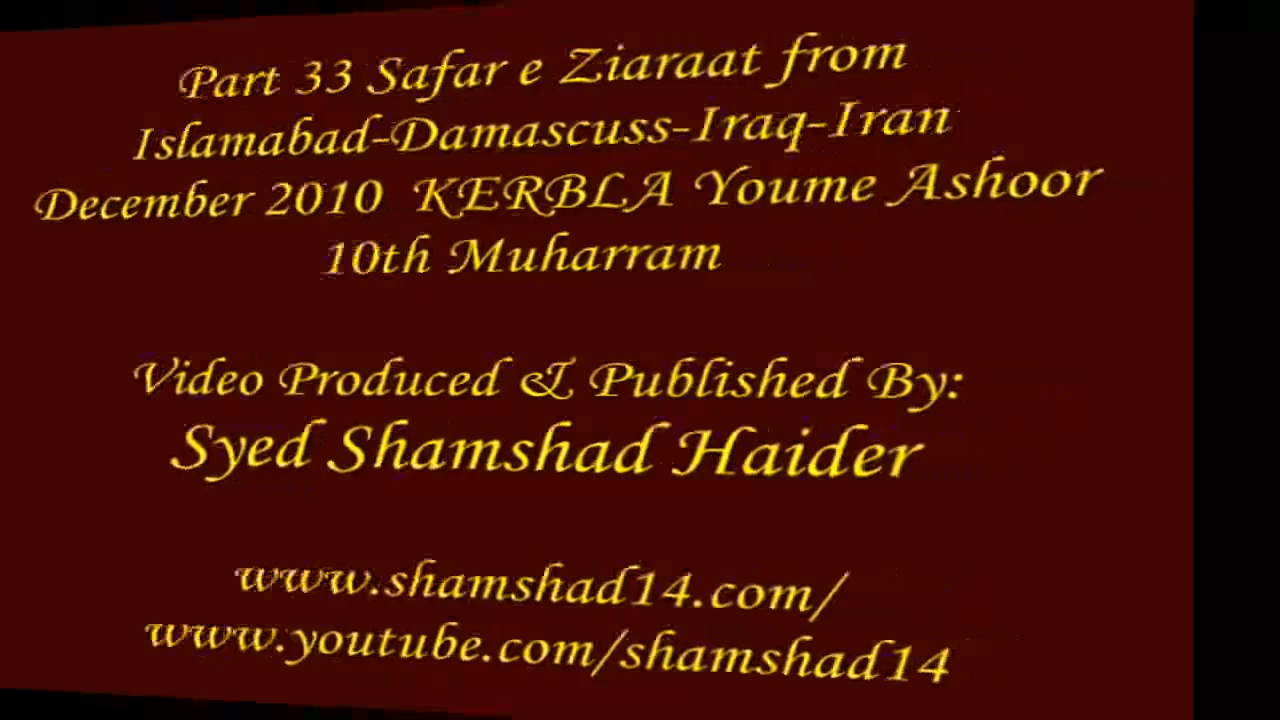 Part 33 Safar e Ziaraat from
Islamabad-Damascuss-Iraq-Iran
December 2010 KERBLA Youme Ashoor
10th Muharram
Video Produced & Published By:
Syed Shamshad Haider
www.shamshad14.com/
www.youtube.com/shamshad14